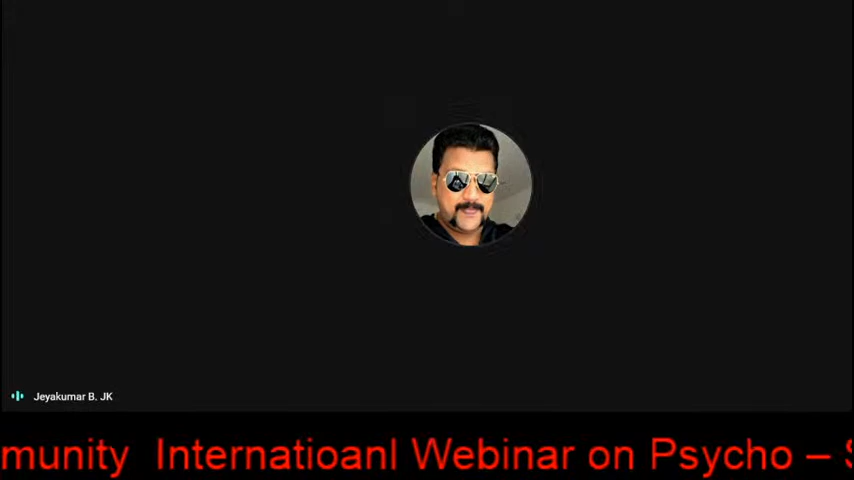 Jeyakumar B. JK
munity Internatioanl Webinar on Psycho – S